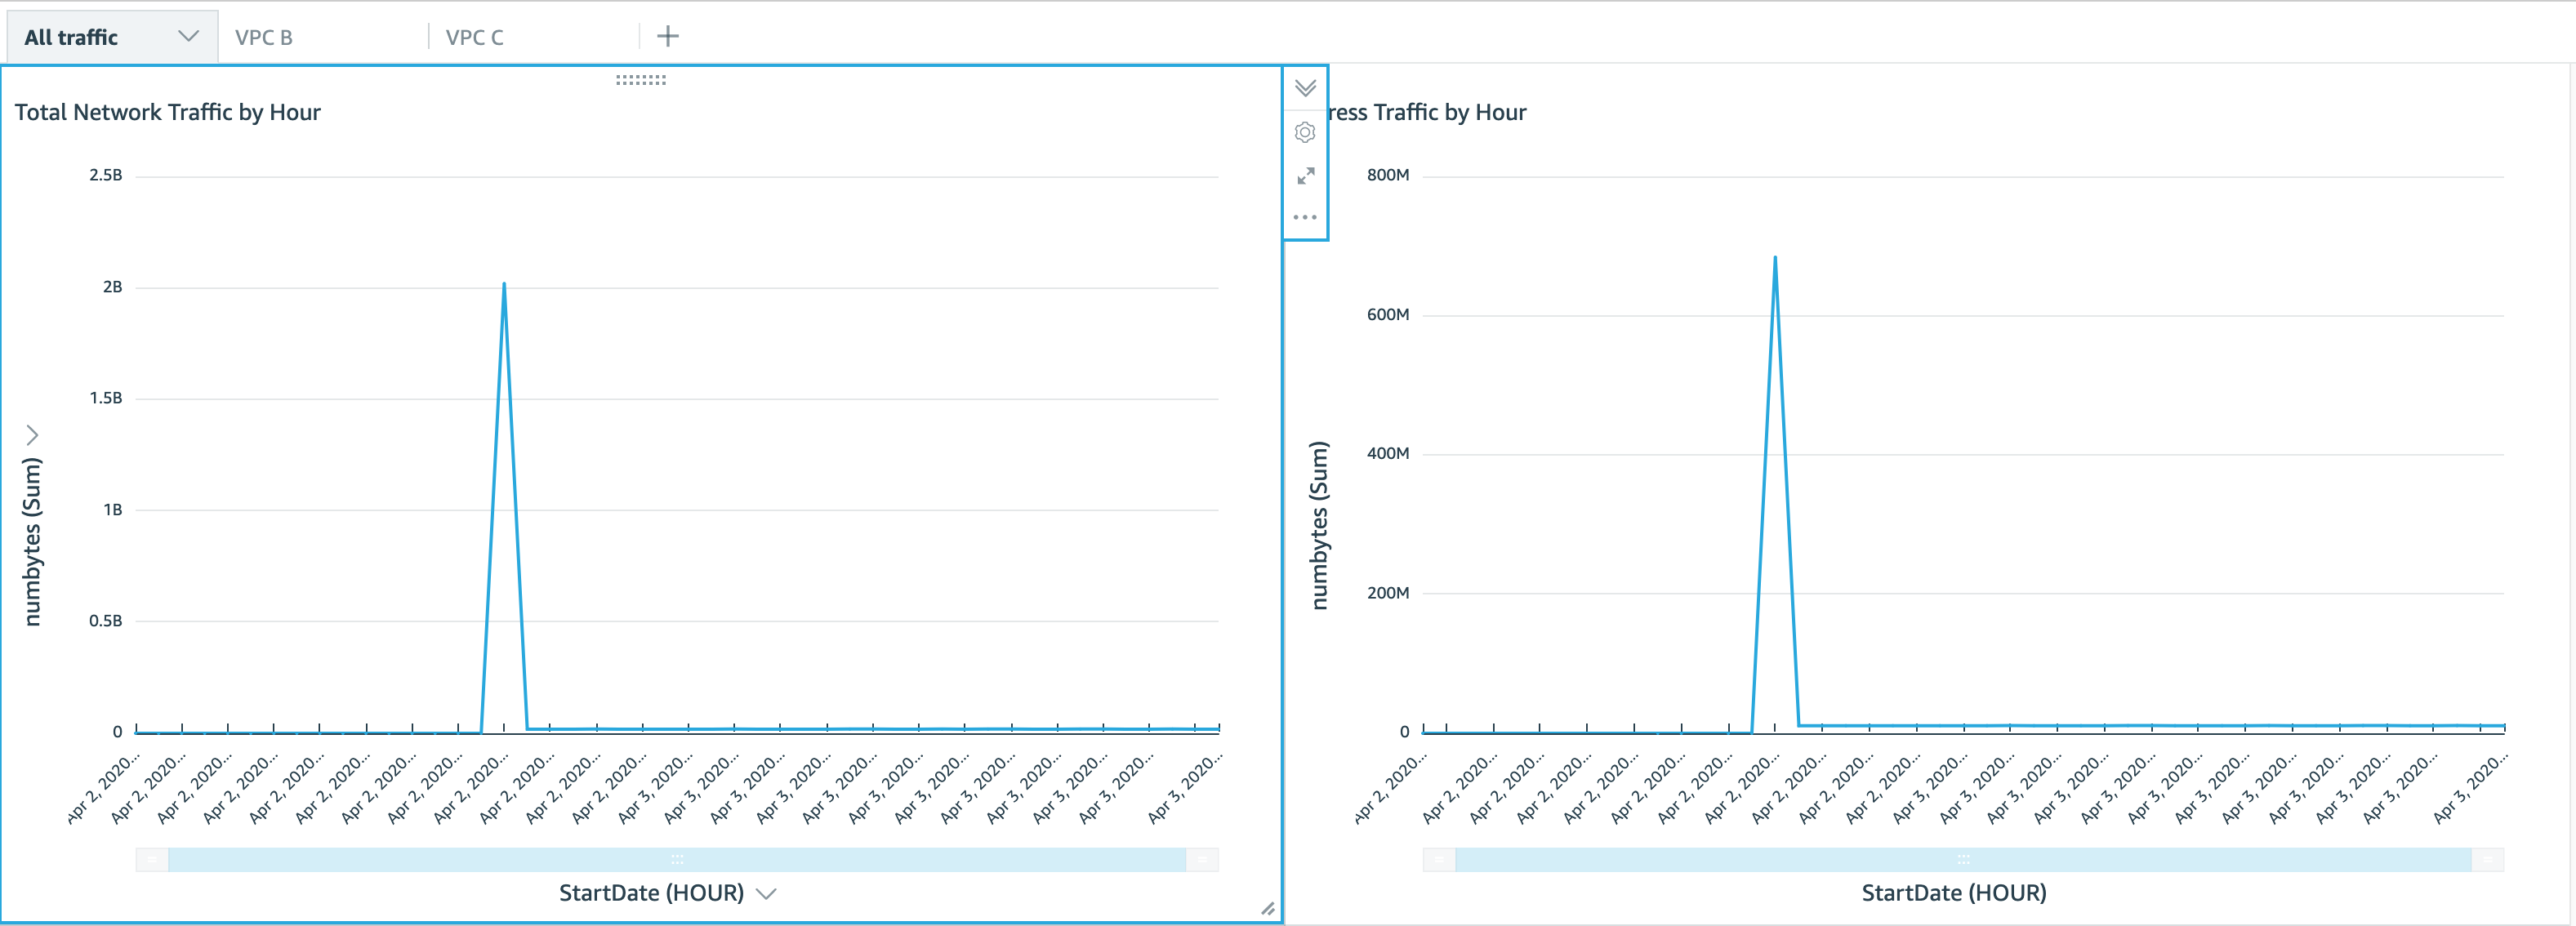 All traffic
VPC B
VPC C
Total Network Traffic by Hour
2.5B
2B
1.5B
1B
0.5B
0
numbytes (Sum)
Apr 2, 2020...
Apr 2, 2020...
Apr 2, 2020...
Apr 2, 2020...
Apr 2, 2020...
Apr 2, 2020...
Apr 2, 2020...
Apr 2, 2020...
Apr 2, 2020...
Apr 2, 2020...
Apr 2, 2020...
Apr 2, 2020...
Apr 3, 2020...
Apr 3, 2020...
Apr 3, 2020...
Apr 3, 2020...
Apr 3, 2020...
Apr 3, 2020...
Apr 3, 2020...
Apr 3, 2020...
Apr 3, 2020...
Apr 3, 2020...
Apr 3, 2020...
Apr 3, 2020...
StartDate (HOUR)
ress Traffic by Hour
800M
600M
400M
200M
0
numbytes (Sum)
Apr 2, 2020...
Apr 2, 2020...
Apr 2, 2020...
Apr 2, 2020...
Apr 2, 2020...
Apr 2, 2020...
Apr 2, 2020...
Apr 2, 2020...
Apr 2, 2020...
Apr 2, 2020...
Apr 2, 2020...
Apr 3, 2020...
Apr 3, 2020...
Apr 3, 2020...
Apr 3, 2020...
Apr 3, 2020...
Apr 3, 2020...
Apr 3, 2020...
Apr 3, 2020...
Apr 3, 2020...
Apr 3, 2020...
Apr 3, 2020...
Apr 3, 2020...
StartDate (HOUR)